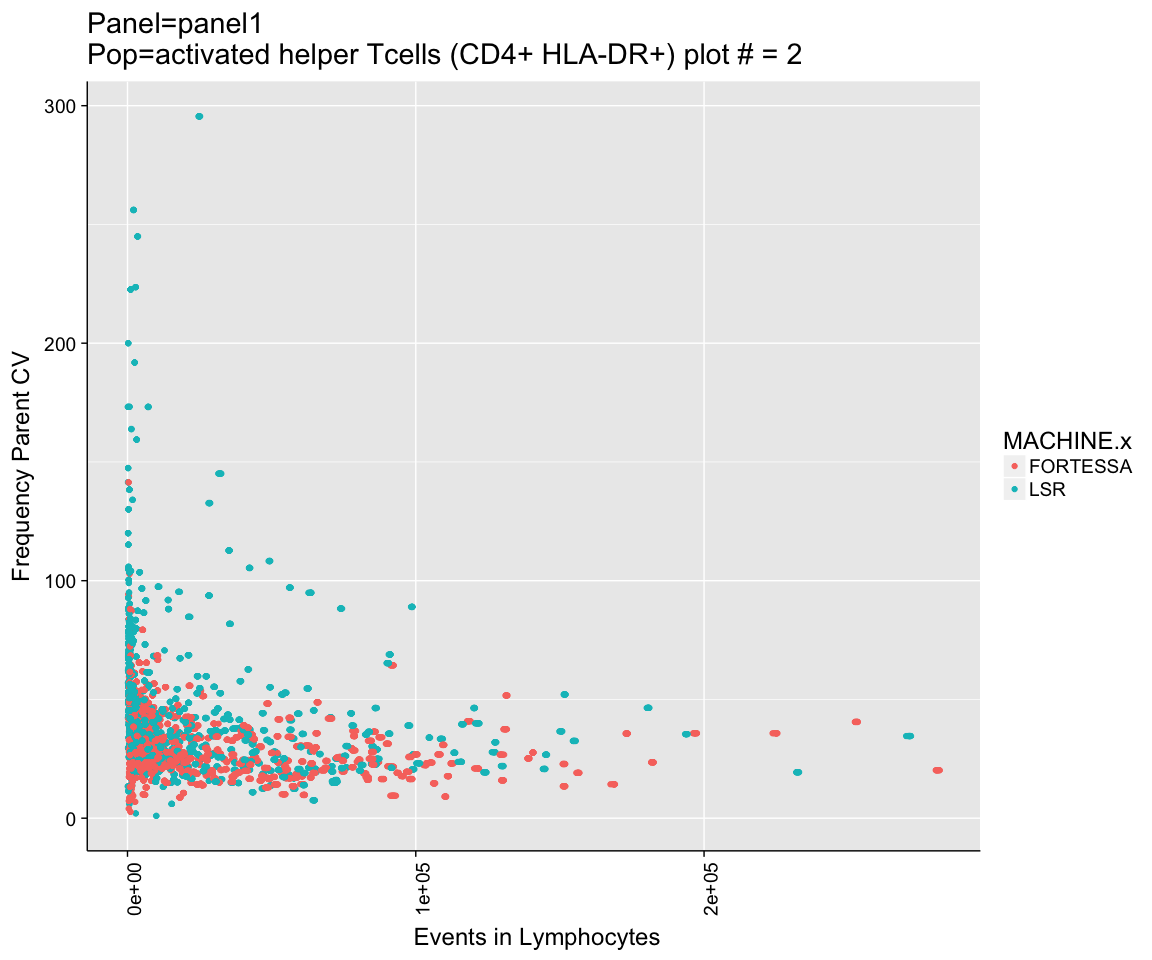 Panel=panel1
Pop=activated helper Tcells (CD4+ HLA-DR+) plot # = 2
300
200
100
0
Frequency Parent CV
0e+00
1e+05
2e+05
Events in Lymphocytes
MACHINE.x
FORTESSA
LSR